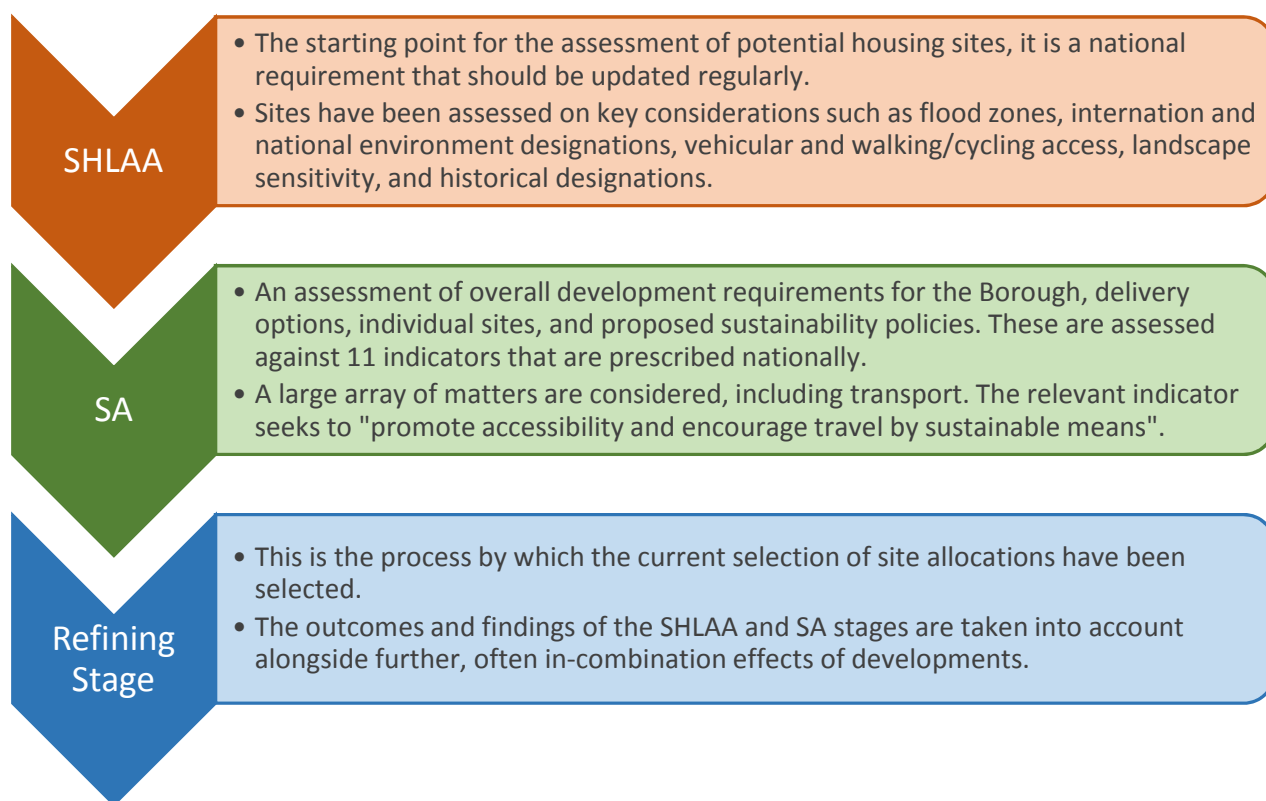 SHLAA
• The starting point for the assessment of potential housing sites, it is a national
requirement that should be updated regularly.
• Sites have been assessed on key considerations such as flood zones, internation and
national environment designations, vehicular and walking/cycling access, landscape
sensitivity, and historical designations.
SA
• An assessment of overall development requirements for the Borough, delivery
options, individual sites, and proposed sustainability policies. These are assessed
against 11 indicators that are prescribed nationally.
• A large array of matters are considered, including transport. The relevant indicator
seeks to "promote accessibility and encourage travel by sustainable means".
Refining
Stage
• This is the process by which the current selection of site allocations have been
selected.
• The outcomes and findings of the SHLAA and SA stages are taken into account
alongside further, often in-combination effects of developments.